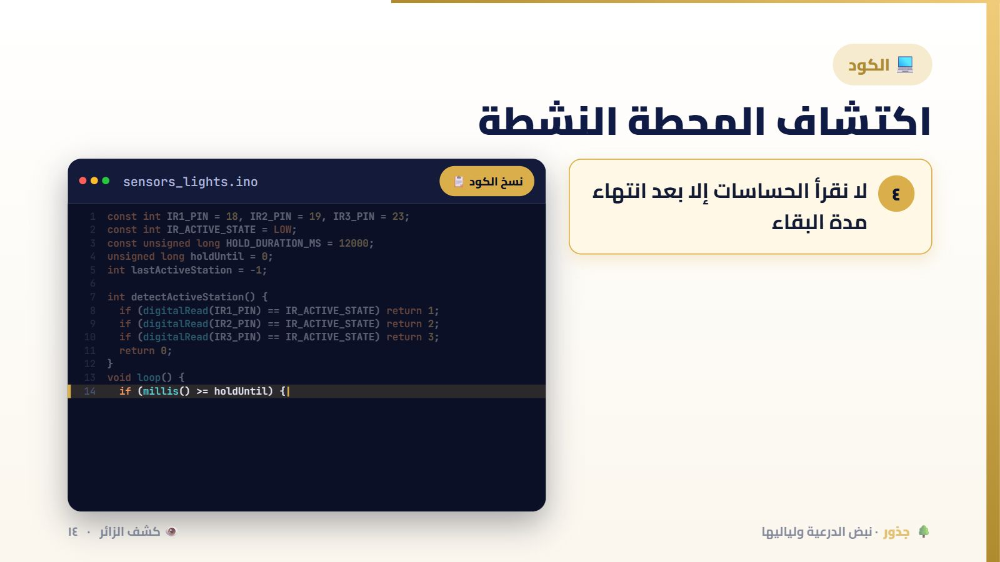 الكود
اكتشاف المحطة النشطة
٤
لا نقرأ الحساسات إلا بعد انتهاء
مدة البقاء
sensors_lights.ino
نسخ الكود
1 const int IR1_PIN = 18, IR2_PIN = 19, IR3_PIN = 23;
2 const int IR_ACTIVE_STATE = LOW;
3 const unsigned long HOLD_DURATION_MS = 12000;
4 unsigned long holdUntil = 0;
5 int lastActiveStation = -1;
6
7 int detectActiveStation() {
8 if (digitalRead(IR1_PIN) == IR_ACTIVE_STATE) return 1;
9 if (digitalRead(IR2_PIN) == IR_ACTIVE_STATE) return 2;
10 if (digitalRead(IR3_PIN) == IR_ACTIVE_STATE) return 3;
11 return 0;
12 }
13 void loop() {
14 if (millis() >= holdUntil) {
جذور · نبض الدرعية ولياليها
كشف الزائر · ١٤